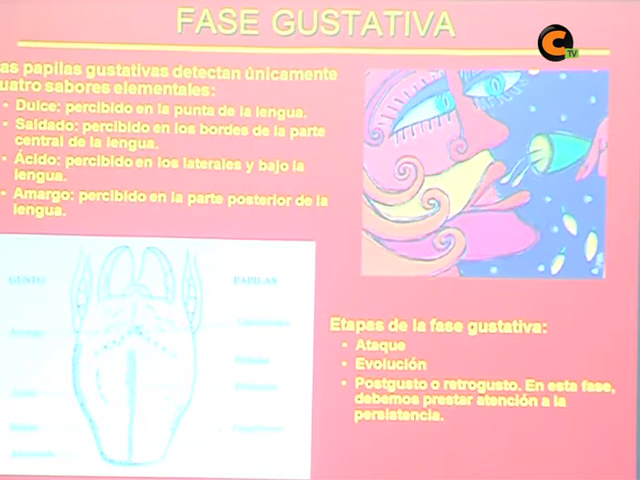 FASE GUSTATIVA
C
TV
as papilas gustativas detectan únicamente
uatro sabores elementales:
• Dulce: percibido en la punta de la lengua.
• Saldado: percibido en los bordes de la parte
central de la lengua.
• Ácido: percibido en los laterales y bajo la
lengua.
• Amargo: percibido en la parte posterior de la
lengua.
GUSTO
PAPILAS
Etapas de la fase gustativa:
• Ataque
• Evolución
• Postgusto o retrogusto. En esta fase,
debemos prestar atención a la
persistencia.